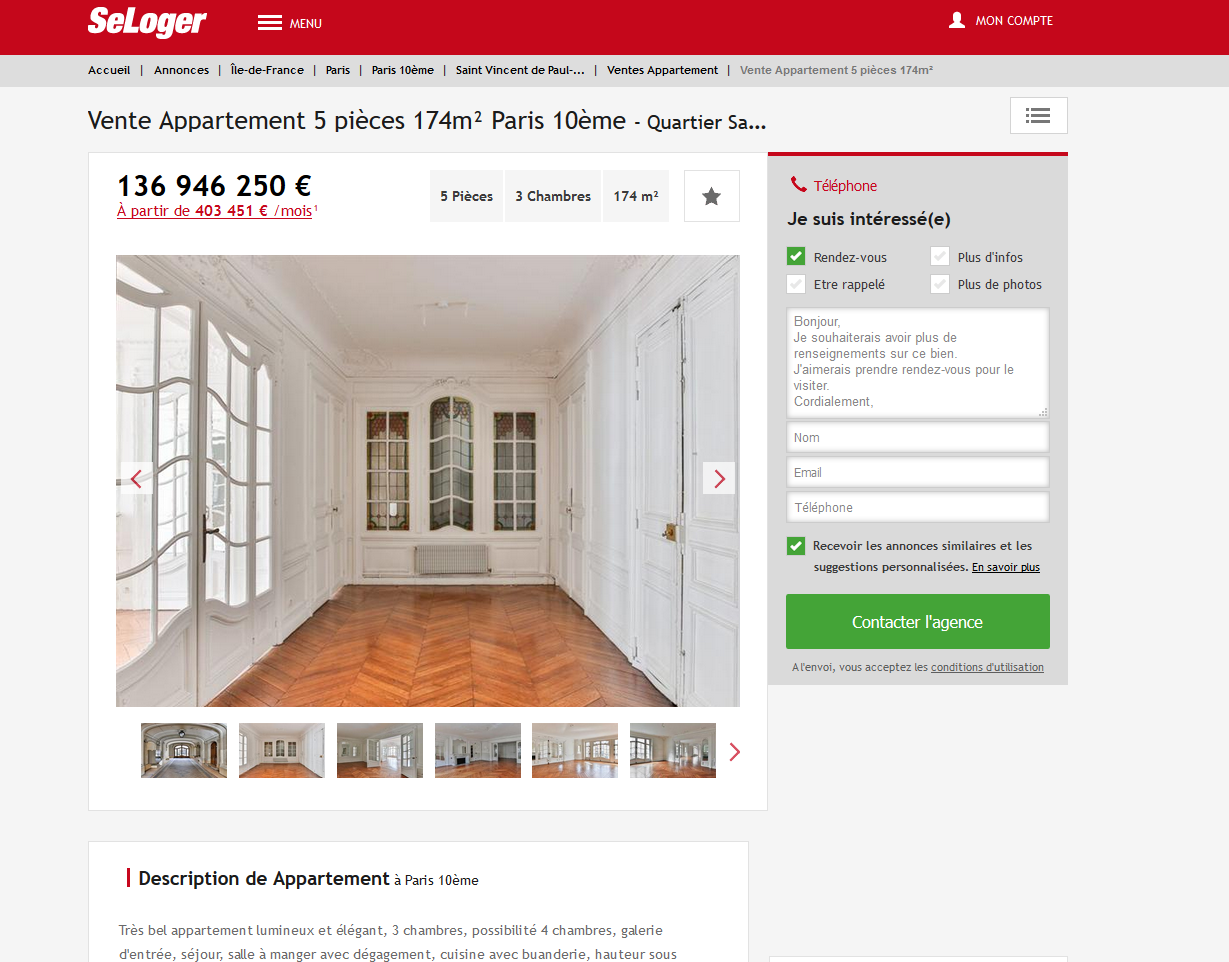 SeLoger
MENU
MON COMPTE
Accueil | Annonces | Île-de-France | Paris | Paris 10ème | Saint Vincent de Paul-... | Ventes Appartement | Vente Appartement 5 pièces 174m²
Vente Appartement 5 pièces 174m² Paris 10ème - Quartier Sa...
136 946 250 €
À partir de 403 451 € /mois¹
5 Pièces
3 Chambres
174 m²
Téléphone
Je suis intéressé(e)
Rendez-vous
Plus d'infos
Etre rappelé
Plus de photos
Bonjour,
Je souhaiterais avoir plus de
renseignements sur ce bien.
J'aimerais prendre rendez-vous pour le
visiter.
Cordialement,
Nom
Email
Téléphone
Recevoir les annonces similaires et les
suggestions personnalisées. En savoir plus
Contacter l'agence
A l'envoi, vous acceptez les conditions d'utilisation
Description de Appartement à Paris 10ème
Très bel appartement lumineux et élégant, 3 chambres, possibilité 4 chambres, galerie
d'entrée, séjour, salle à manger avec dégagement, cuisine avec buanderie, hauteur sous